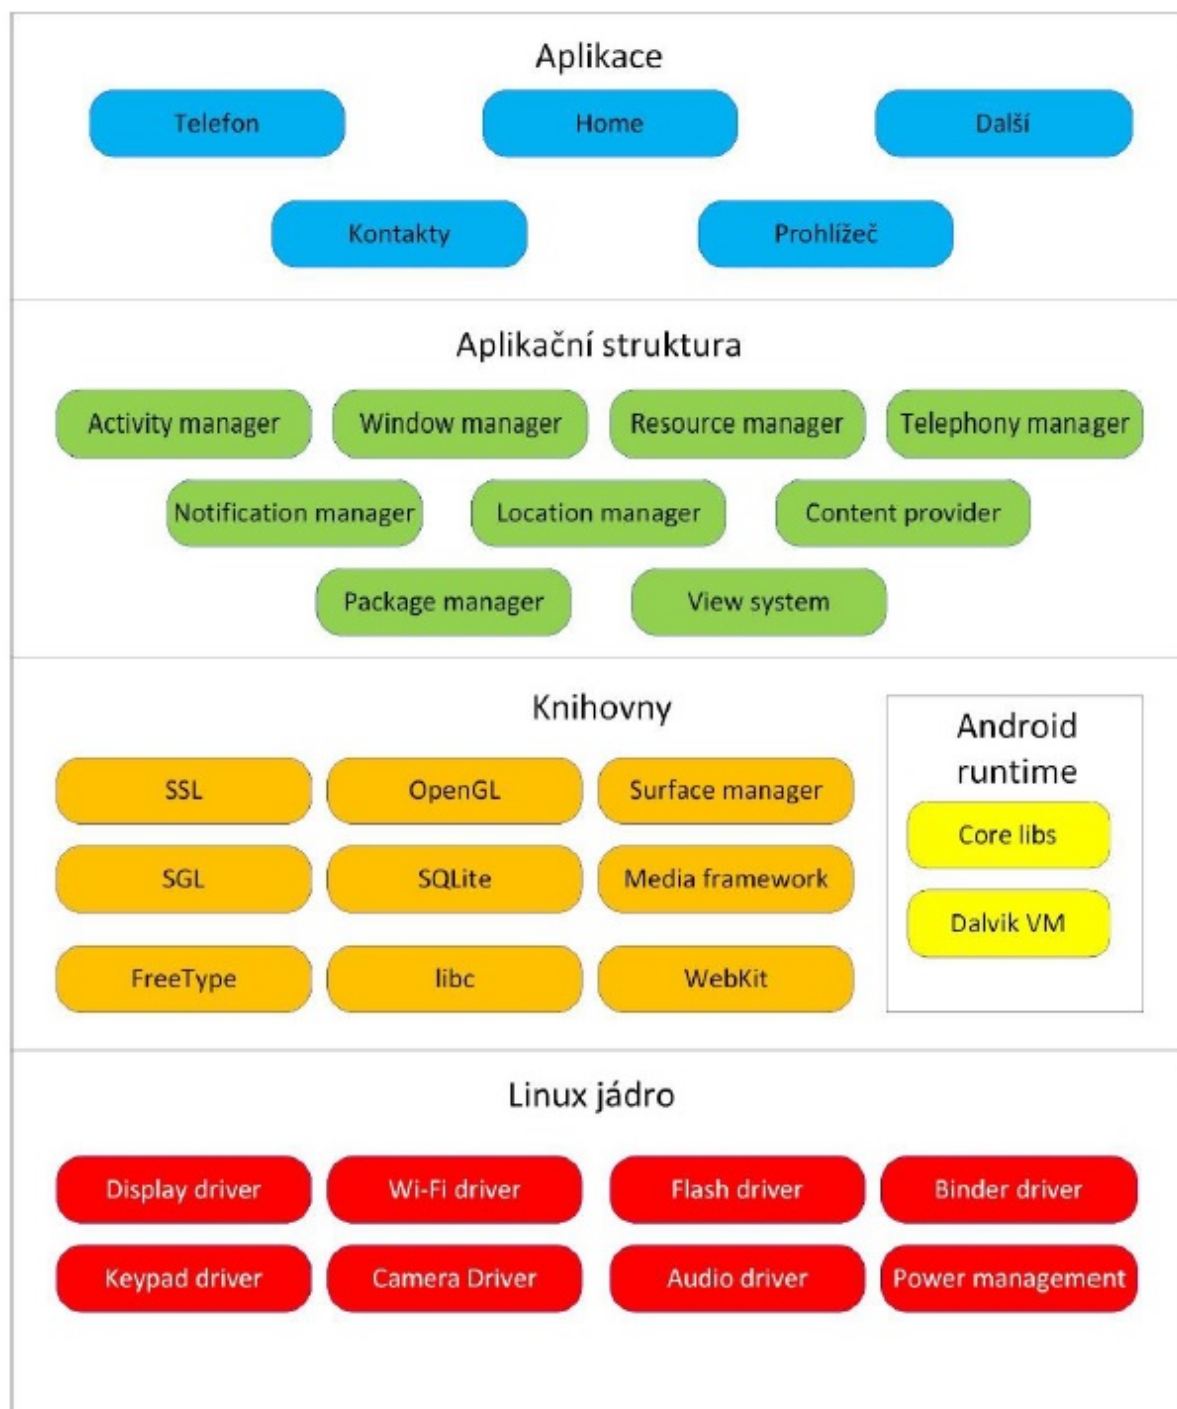 Aplikace
Telefon
Home
Další
Kontakty
Prohlížeč
Aplikační struktura
Activity manager
Window manager
Resource manager
Telephony manager
Notification manager
Location manager
Content provider
Package manager
View system
Knihovny
SSL
OpenGL
Surface manager
SGL
SQLite
Media framework
FreeType
libc
WebKit
Android
runtime
Core libs
Dalvik VM
Linux jádro
Display driver
Wi-Fi driver
Flash driver
Binder driver
Keypad driver
Camera Driver
Audio driver
Power management